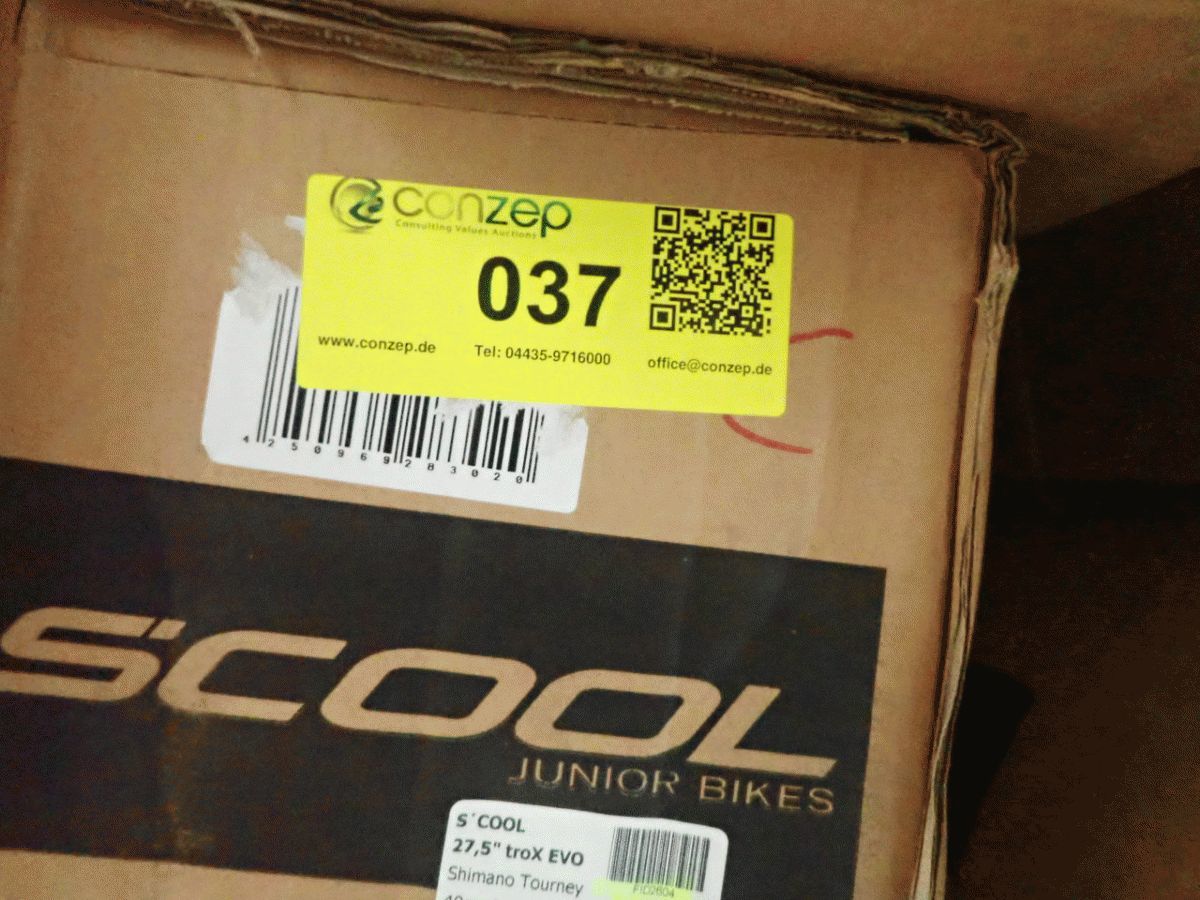 conzep
Consulting Values Auctions
037
www.conzep.de
Tel: 04435-9716000
office@conzep.de
4250969283020
S'COOL
JUNIOR BIKES
S´COOL
27,5" troX EVO
Shimano Tourney
FID2604